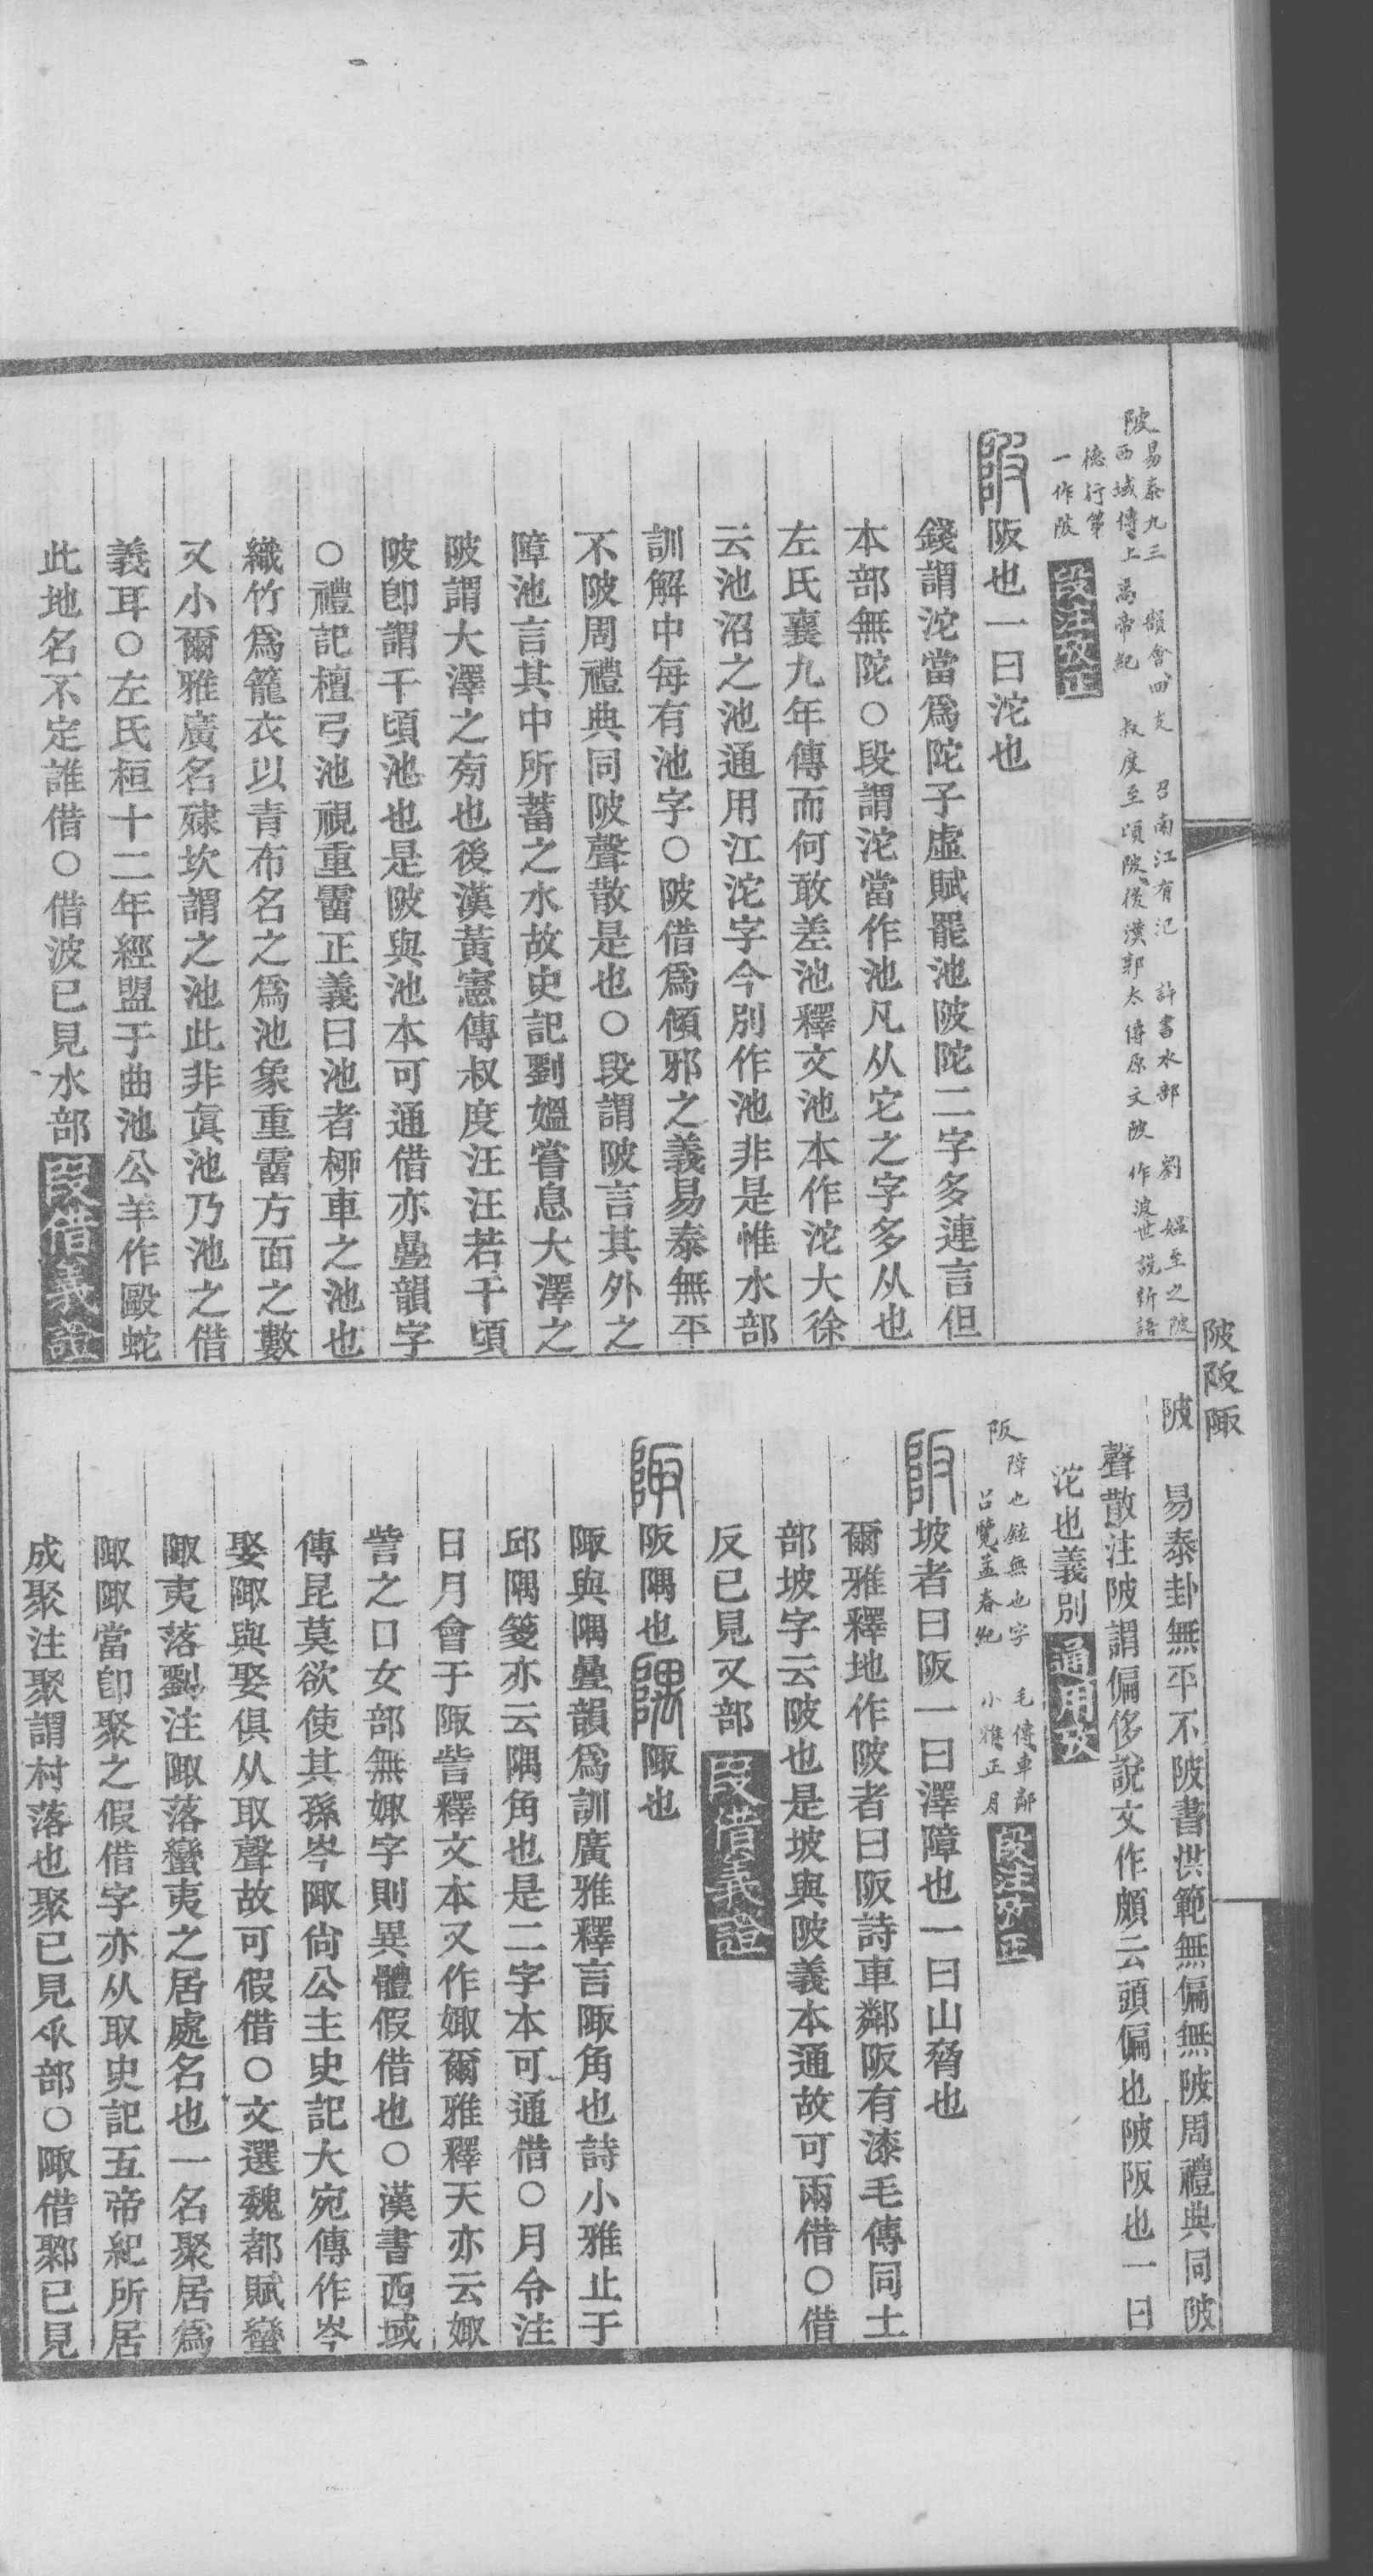 陂阪陬
陂 易泰九三 韻會四支 召南江有汜 許書水部 劉媪至之陂
西域傳上 高帝紀 叔度至頃陂後漢郭太傳原文陂作波世說新語
德行第
一作陂 段注攷正
陂 阪也一曰沱也
錢謂沱當爲陀子虛賦罷池陂陀二字多連言但
本部無陀○段謂沱當作池凡从它之字多从也
左氏襄九年傳而何敢差池釋文池本作沱大徐
云池沼之池通用江沱字今別作池非是惟水部
訓解中每有池字○陂借爲傾邪之義易泰無平
不陂周禮典同陂聲散是也○段謂陂言其外之
障池言其中所蓄之水故史記劉媼嘗息大澤之
陂謂大澤之旁也後漢黃憲傳叔度汪汪若千頃
陂卽謂千頃池也是陂與池本可通借亦疊韻字
○禮記檀弓池視重霤正義曰池者桺車之池也
織竹爲籠衣以青布名之爲池象重霤方面之數
又小爾雅廣名肂坎謂之池此非眞池乃池之借
義耳○左氏桓十二年經盟于曲池公羊作毆蛇
此地名不定誰借○借波已見水部 段借義證
陂 易泰卦無平不陂書洪範無偏無陂周禮典同陂
聲散注陂謂偏侈說文作頗云頭偏也陂阪也一曰
沱也義別 通用攷
阪 障也鉉無也字 毛傳車鄰
呂覽孟春紀 小雅正月 段注攷正
阪 坡者曰阪一曰澤障也一曰山脅也
爾雅釋地作陂者曰阪詩車鄰阪有漆毛傳同土
部坡字云陂也是坡與陂義本通故可兩借○借
反已見又部 段借義證
陬 阪隅也 隅 陬也
陬與隅疊韻爲訓廣雅釋言陬角也詩小雅止于
邱隅箋亦云隅角也是二字本可通借○月令注
日月會于陬訾釋文本又作娵爾雅釋天亦云娵
訾之口女部無娵字則異體假借也○漢書西域
傳昆莫欲使其孫岑陬尙公主史記大宛傳作岑
娶陬與娶俱从取聲故可假借○文選魏都賦蠻
陬夷落劉注陬落蠻夷之居處名也一名聚居爲
陬陬當卽聚之假借字亦从取史記五帝紀所居
成聚注聚謂村落也聚已見㐺部○陬借郰已見